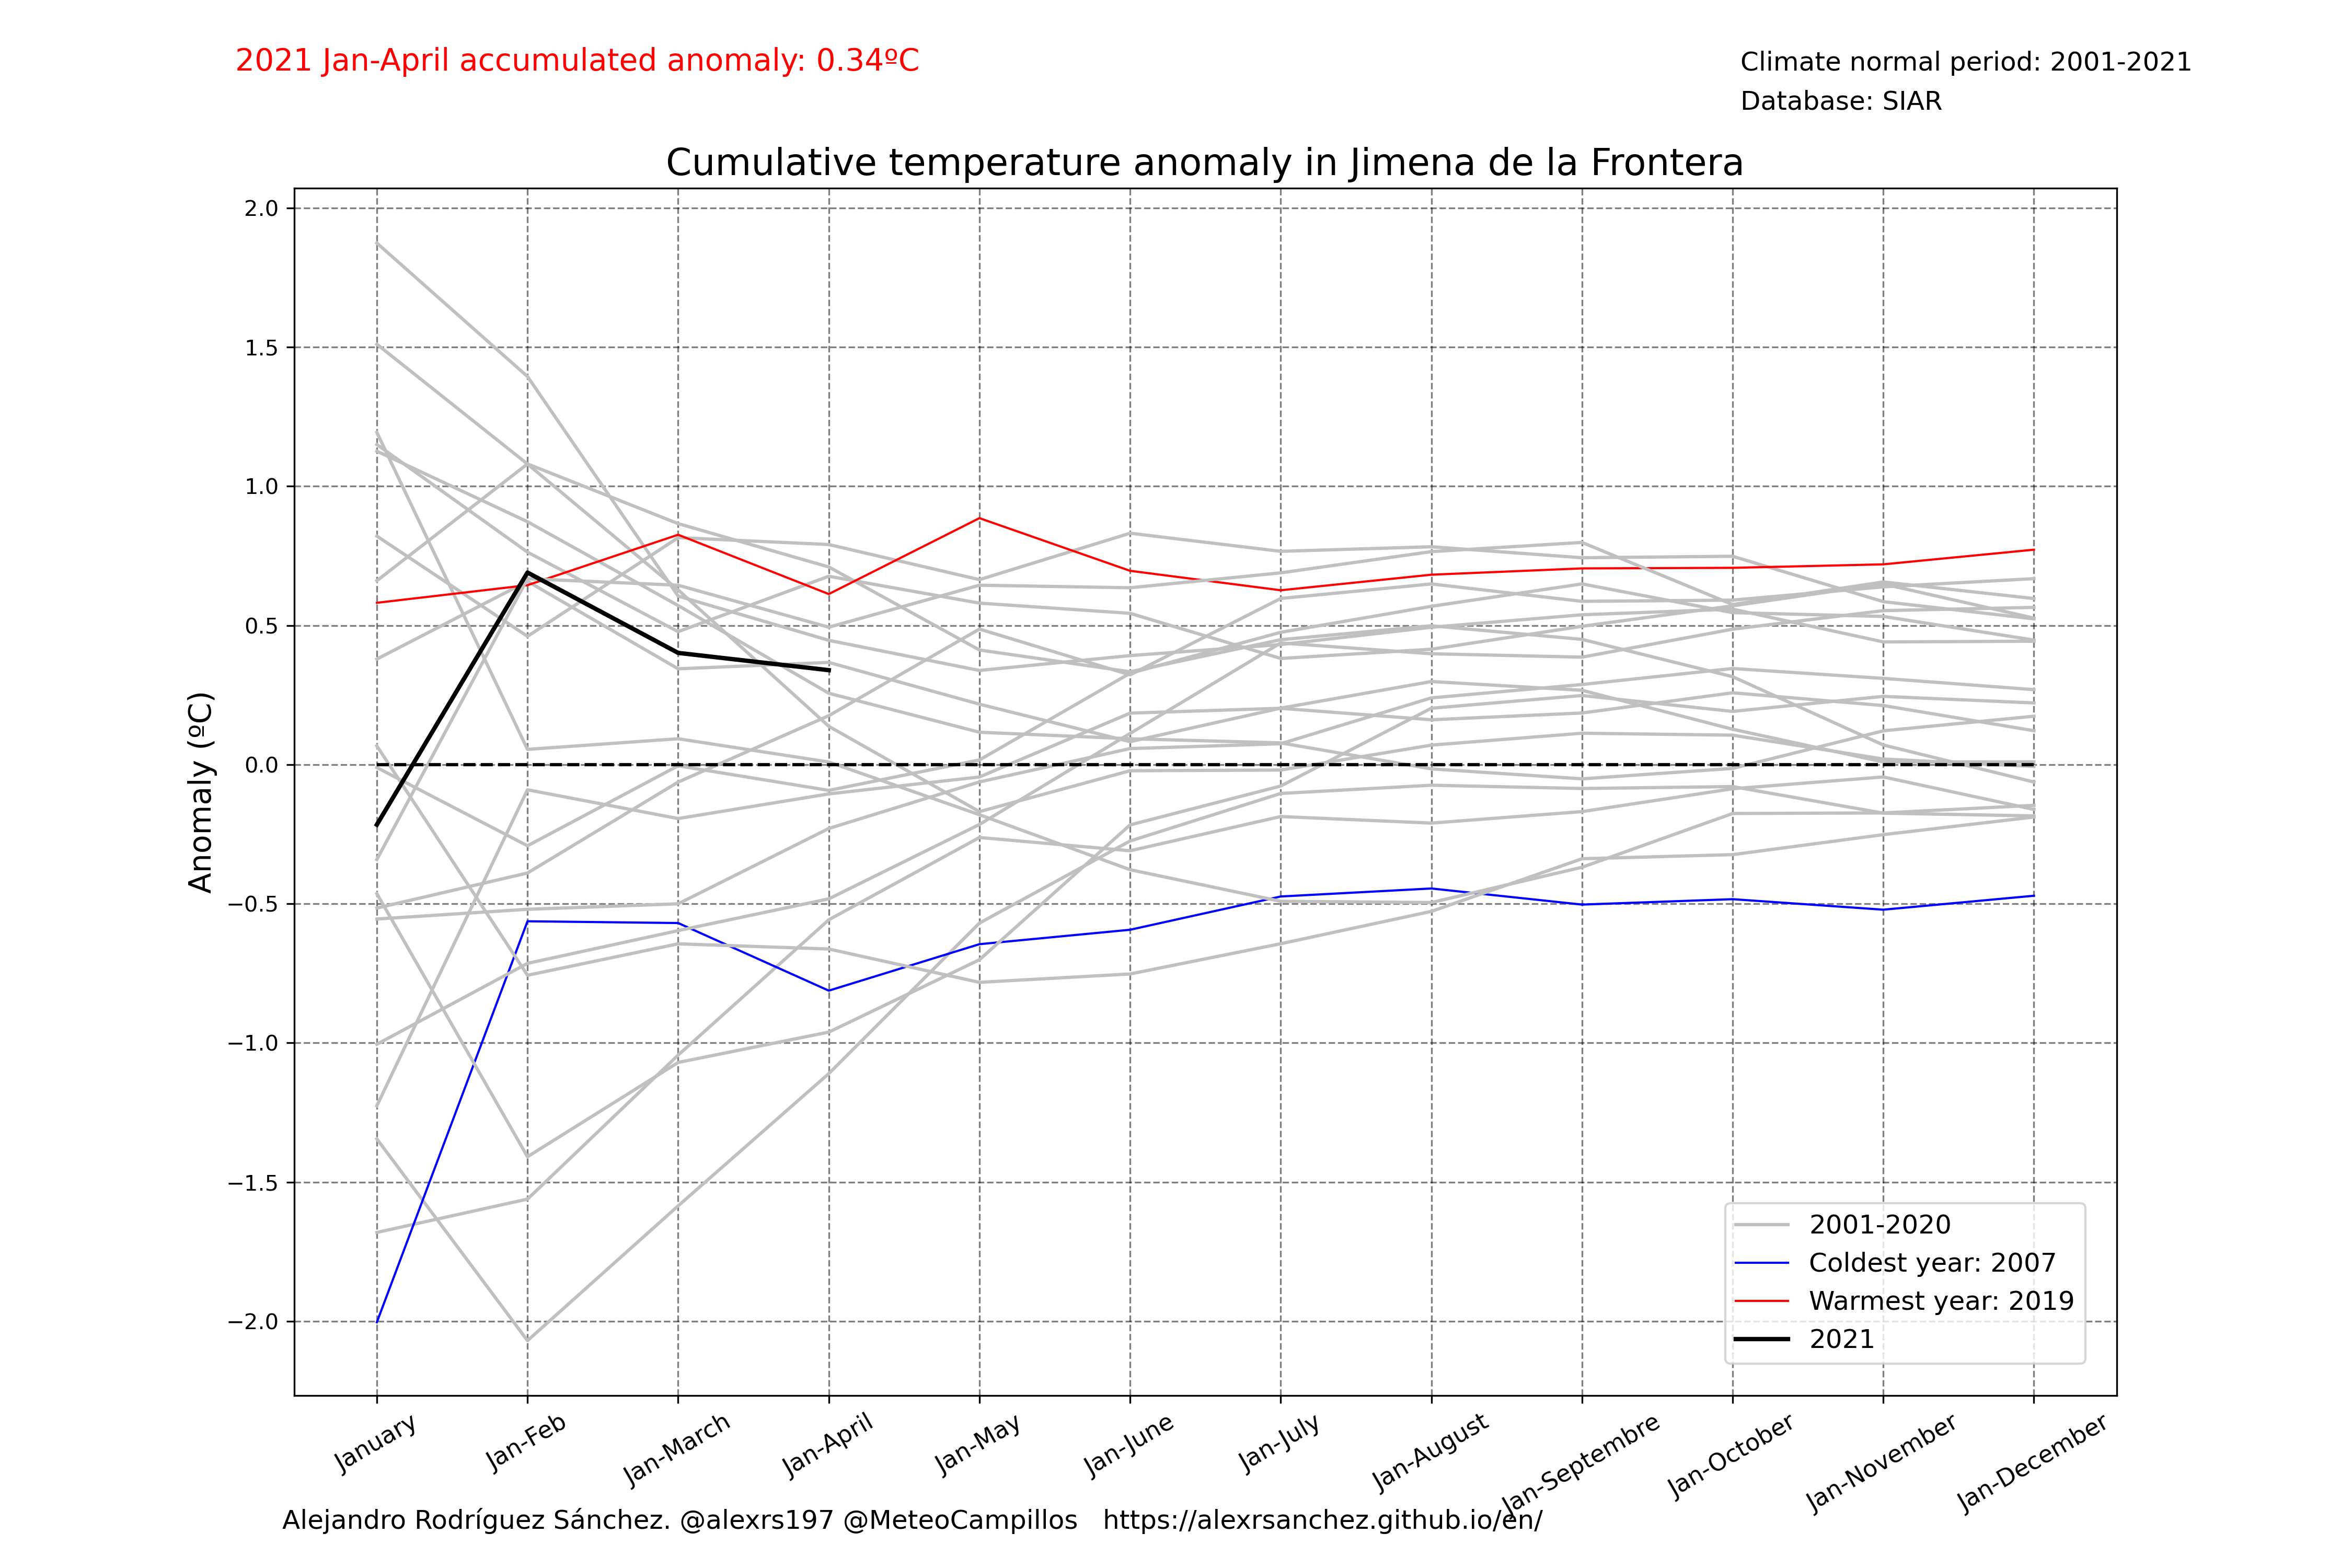 2021 Jan-April accumulated anomaly: 0.34ºC
Climate normal period: 2001-2021
Database: SIAR
Cumulative temperature anomaly in Jimena de la Frontera
Anomaly (ºC)
2.0
1.5
1.0
0.5
0.0
−0.5
−1.0
−1.5
−2.0
2001-2020
Coldest year: 2007
Warmest year: 2019
2021
January
Jan-Feb
Jan-March
Jan-April
Jan-May
Jan-June
Jan-July
Jan-August
Jan-Septembre
Jan-October
Jan-November
Jan-December
Alejandro Rodríguez Sánchez. @alexrs197 @MeteoCampillos https://alexrsanchez.github.io/en/